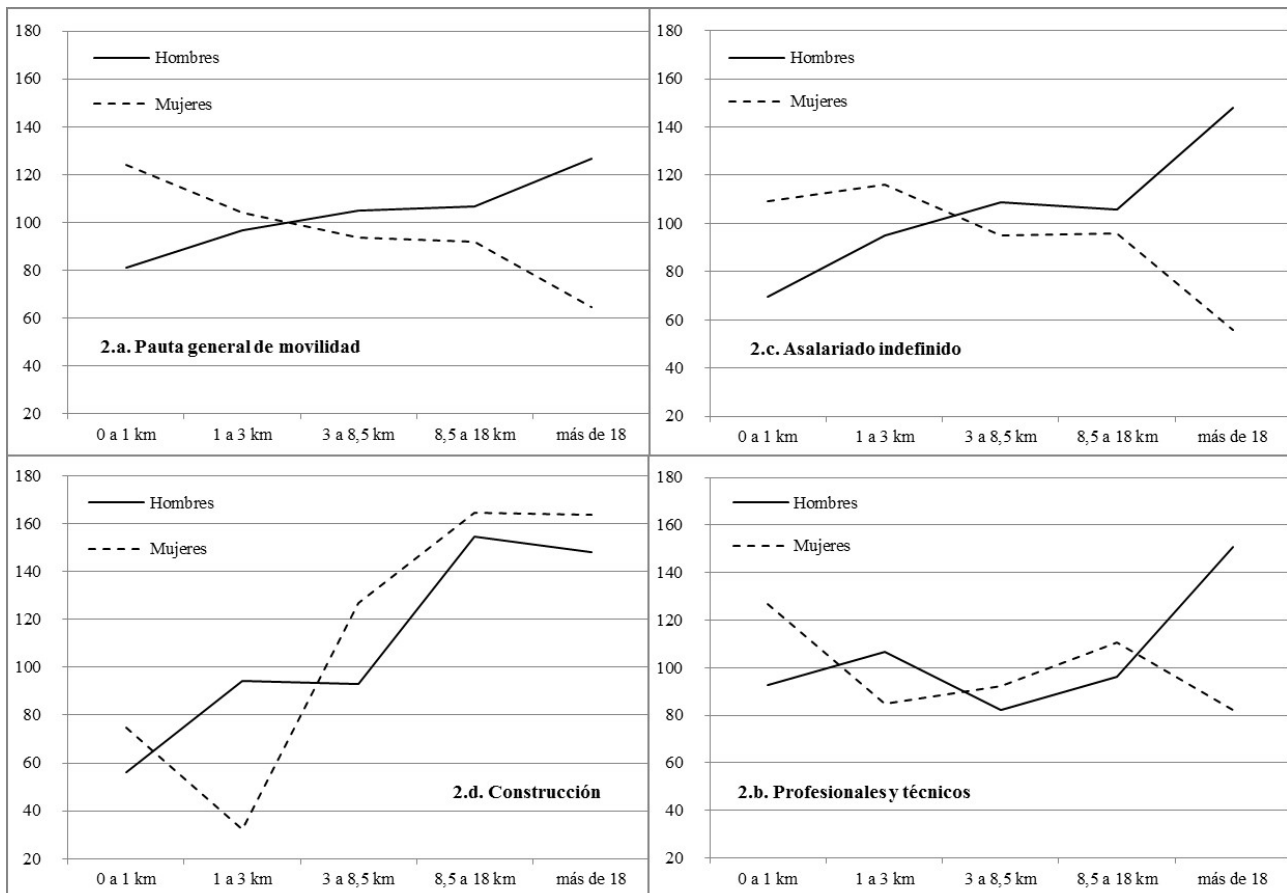 180
160
140
120
100
80
60
40
20
Hombres
Mujeres
2.a. Pauta general de movilidad
0 a 1 km
1 a 3 km
3 a 8,5 km
8,5 a 18 km
más de 18
180
160
140
120
100
80
60
40
20
Hombres
Mujeres
2.c. Asalariado indefinido
0 a 1 km
1 a 3 km
3 a 8,5 km
8,5 a 18 km
más de 18
180
160
140
120
100
80
60
40
20
Hombres
Mujeres
2.d. Construcción
0 a 1 km
1 a 3 km
3 a 8,5 km
8,5 a 18 km
más de 18
180
160
140
120
100
80
60
40
20
Hombres
Mujeres
2.b. Profesionales y técnicos
0 a 1 km
1 a 3 km
3 a 8,5 km
8,5 a 18 km
más de 18